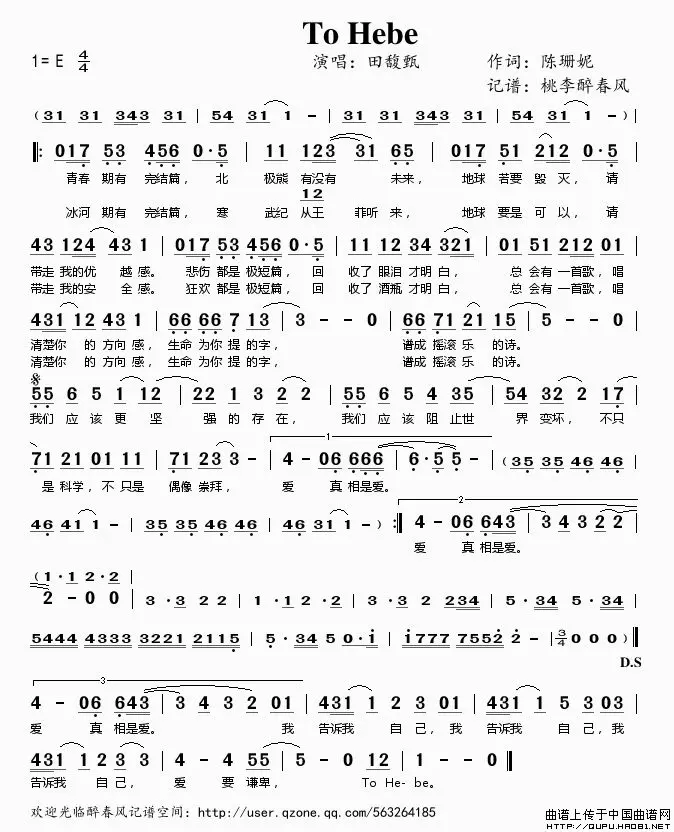 To Hebe
1= E 4/4
演唱：田馥甄
作词：陈珊妮
记谱：桃李醉春风
( 31 31 343 31 | 54 31 1 - | 31 31 343 31 | 54 31 1 - )
‖: 017 53 456 0·5 | 11 123 31 65 | 017 51 212 0·5 |
青春 期有 完结篇， 北 极熊 有没有 未来， 地球 若要 毁 灭， 请
12
冰河 期有 完结篇， 寒 武纪 从王 菲听 来， 地球 要是 可 以， 请
43 124 43 1 | 017 53 456 0·5 | 11 12 34 321 | 01 51 212 01 |
带走 我的优 越感。 悲伤 都是 极短篇， 回 收了 眼泪 才明 白， 总 会有 一首歌， 唱
带走 我的安 全感。 狂欢 都是 极短篇， 回 收了 酒瓶 才明 白， 总 会有 一首歌， 唱
431 12 43 1 | 66 66 7 13 | 3 - - 0 | 66 71 21 15 | 5 - - 0 |
清楚你 的 方向 感， 生命 为你 提 的字， 谱成 摇滚 乐 的诗。
清楚你 的 方向 感， 生命 为你 提 的字， 谱成 摇滚 乐 的诗。
55 6 5 1 12 | 22 1 3 2 2 | 55 6 5 4 35 | 54 32 2 17 |
我们 应 该 更 坚 强 的 存 在， 我们 应 该 阻 止世 界 变坏， 不只
71 21 01 11 | 71 223 3 - | 1 4 - 06 666 | 6·5 5 - | ( 35 35 46 46 |
是 科学， 不 只是 偶像 崇拜， 爱 真 相是爱。
46 41 1 - | 35 35 46 46 | 46 31 1 - ) :‖ 2 4 - 06 643 | 3 4 3 2 2 |
爱 真 相是爱。
( 1·1 2·2 |
2 - 0 0 | 3·3 2 2 | 1·1 2 2 | 3·3 2 234 | 5·34 5·34 |
5444 4333 3221 2115 | 5·34 5 0·1 | 1777 7552 2 - | 3/4 0 0 0 ) ‖
D.S
3
4 - 06 643 | 3 4 3 2 01 | 431 1 2 3 01 | 431 1 5 3 03 |
爱 真 相是爱。 我 告诉我 自 己， 我 告诉我 自 己， 我
431 1 2 3 3 | 2 4 5 5 | 5 - 0 12 | 1 - - 0 ‖
告诉我 自 己， 爱 要 谦卑， To He- be。
欢迎光临醉春风记谱空间：http://user.qzone.qq.com/563264185
曲谱上传于中国曲谱网
HTTP://QUPU.HAO81.NET